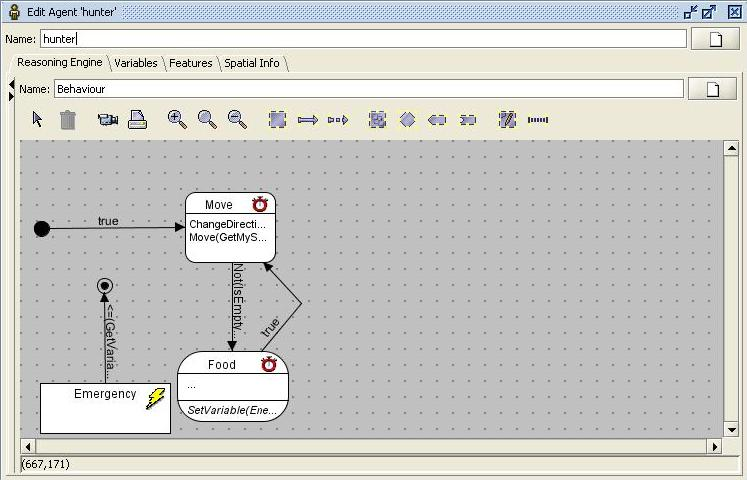 Edit Agent 'hunter'
Name: hunter
Reasoning Engine Variables Features Spatial Info
Name: Behaviour
true
Move
ChangeDirecti...
Move(GetMyS...
Not(IsEmpty...
true
<=(GetVaria...
Food
...
SetVariable(Ene...
Emergency
(667,171)